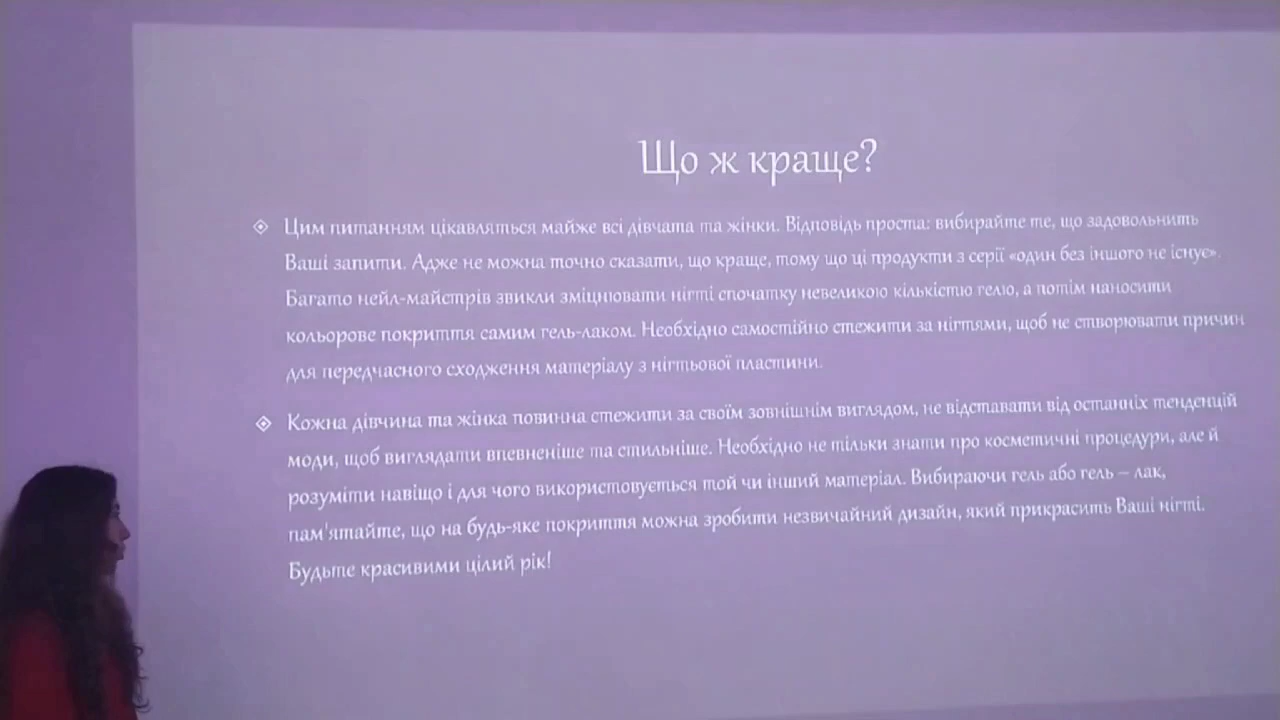 Що ж краще?
Цим питанням цікавляться майже всі дівчата та жінки. Відповідь проста: вибирайте те, що задовольнить
Ваші запити. Адже не можна точно сказати, що краще, тому що ці продукти з серії «один без іншого не існує».
Багато нейл-майстрів звикли зміцнювати нігті спочатку невеликою кількістю гелю, а потім наносити
кольорове покриття самим гель-лаком. Необхідно самостійно стежити за нігтями, щоб не створювати причин
для передчасного сходження матеріалу з нігтьової пластини.
Кожна дівчина та жінка повинна стежити за своїм зовнішнім виглядом, не відставати від останніх тенденцій
моди, щоб виглядати впевненіше та стильніше. Необхідно не тільки знати про косметичні процедури, але й
розуміти навіщо і для чого використовується той чи інший матеріал. Вибираючи гель або гель – лак,
пам'ятайте, що на будь-яке покриття можна зробити незвичайний дизайн, який прикрасить Ваші нігті.
Будьте красивими цілий рік!